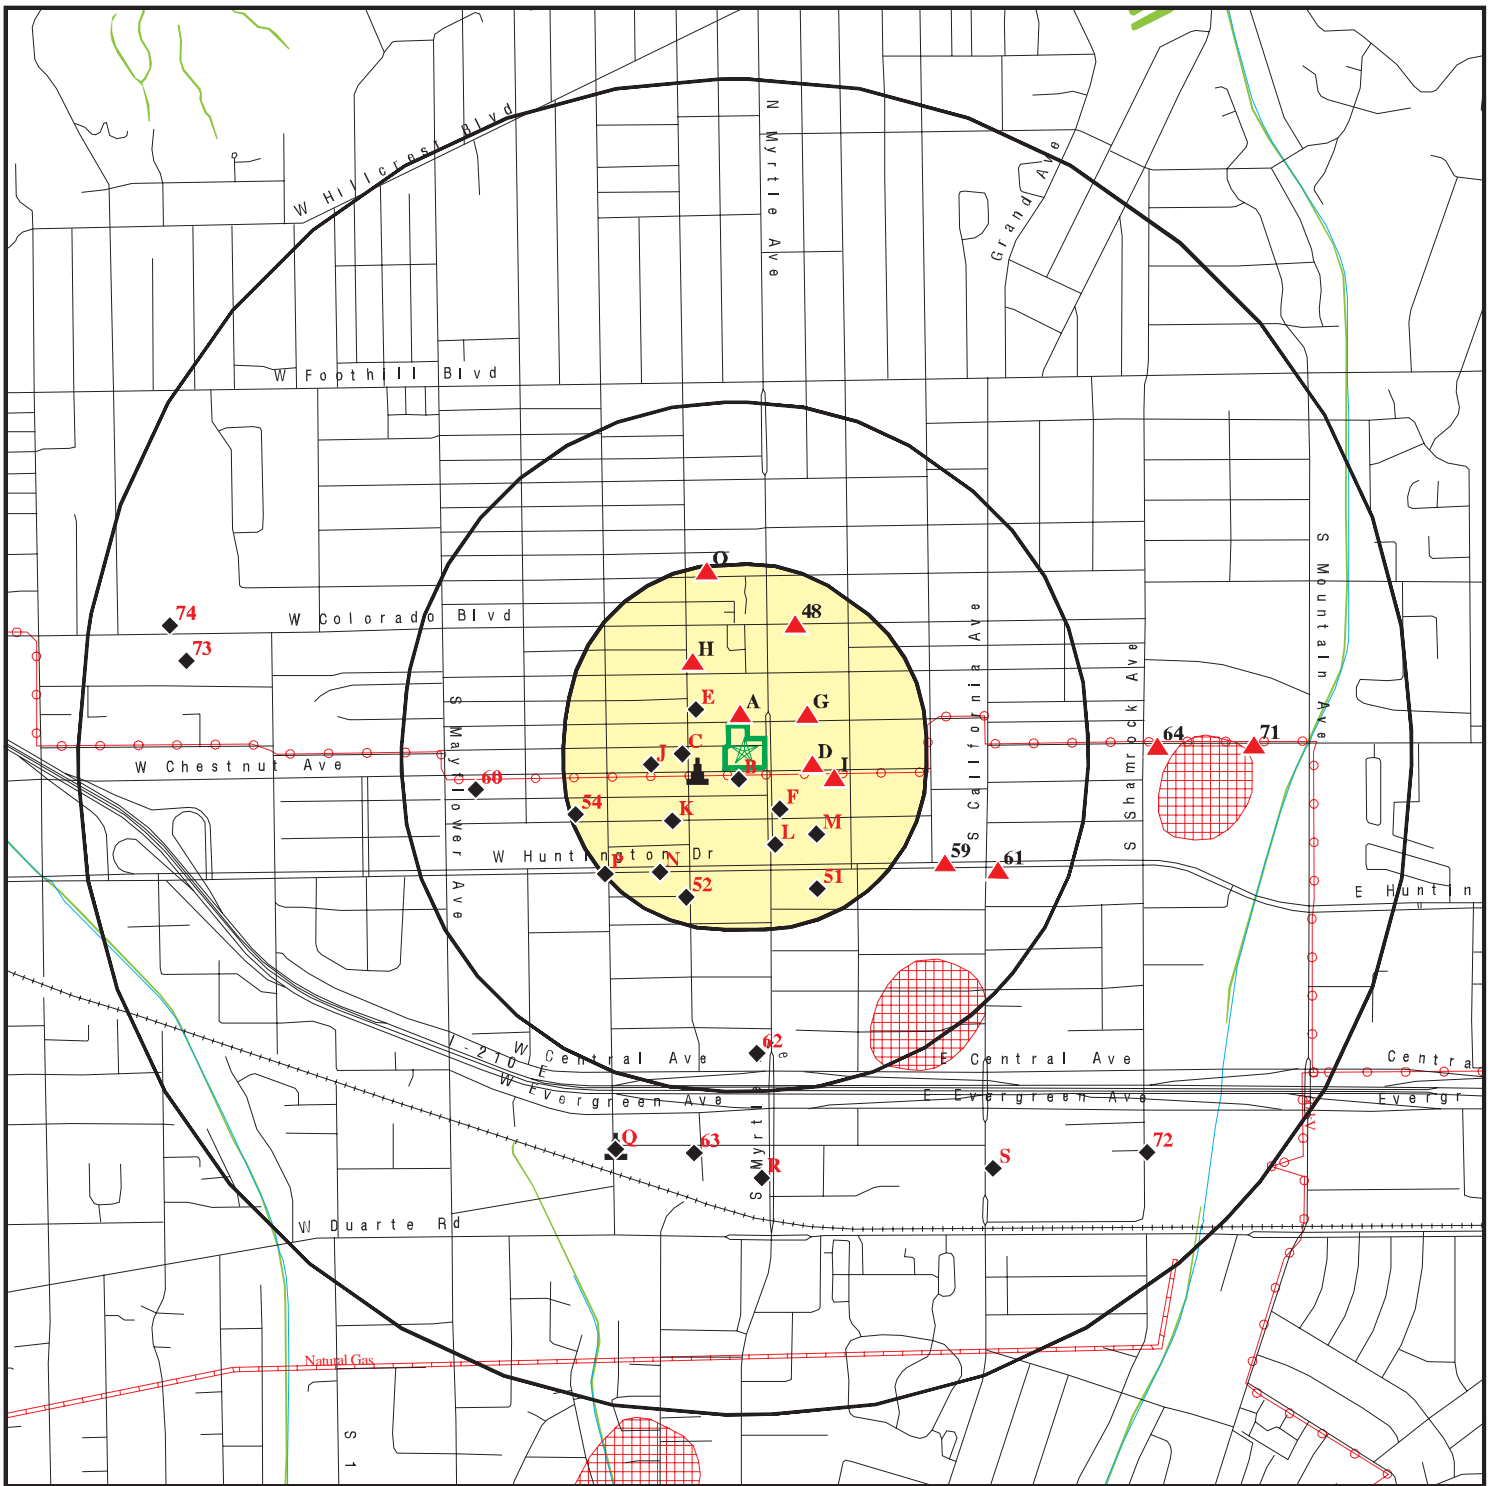 N Myrtle Ave
W Hillcrest Blvd
Grand Ave
W Foothill Blvd
S Mountain Ave
O
74
W Colorado Blvd
48
73
H
S California Ave
S Shamrock Ave
E
A
G
S Mayflower Ave
64
71
C
J
D
W Chestnut Ave
I
B
60
54
F
K
M
L
W Huntington Dr
59
P
N
61
52
51
E Huntin
62
I-210 E
W Central Ave
E Central Ave
Centra
W Evergreen Ave
E Evergreen Ave
Evergr
S Myrtle
e
Q
63
72
R
S
W Duarte Rd
Natural Gas
S 1